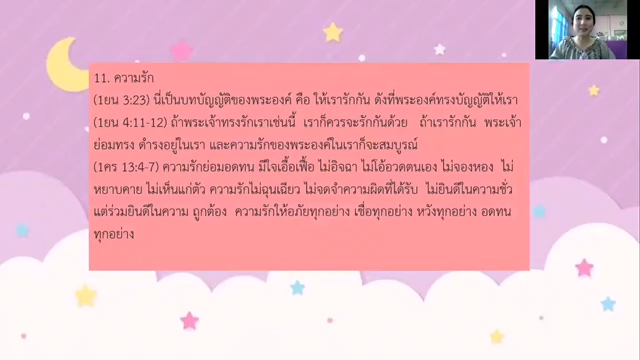 11. ความรัก
(1ยน 3:23) นี่เป็นบทบัญญัติของพระองค์ คือ ให้เรารักกัน ดังที่พระองค์ทรงบัญญัติให้เรา
(1ยน 4:11-12) ถ้าพระเจ้าทรงรักเราเช่นนี้ เราก็ควรจะรักกันด้วย ถ้าเรารักกัน พระเจ้า
ย่อมทรง ดำรงอยู่ในเรา และความรักของพระองค์ในเราก็จะสมบูรณ์
(1คร 13:4-7) ความรักย่อมอดทน มีใจเอื้อเฟื้อ ไม่อิจฉา ไม่โอ้อวดตนเอง ไม่จองหอง ไม่
หยาบคาย ไม่เห็นแก่ตัว ความรักไม่ฉุนเฉียว ไม่จดจำความผิดที่ได้รับ ไม่ยินดีในความชั่ว
แต่ร่วมยินดีในความ ถูกต้อง ความรักให้อภัยทุกอย่าง เชื่อทุกอย่าง หวังทุกอย่าง อดทน
ทุกอย่าง